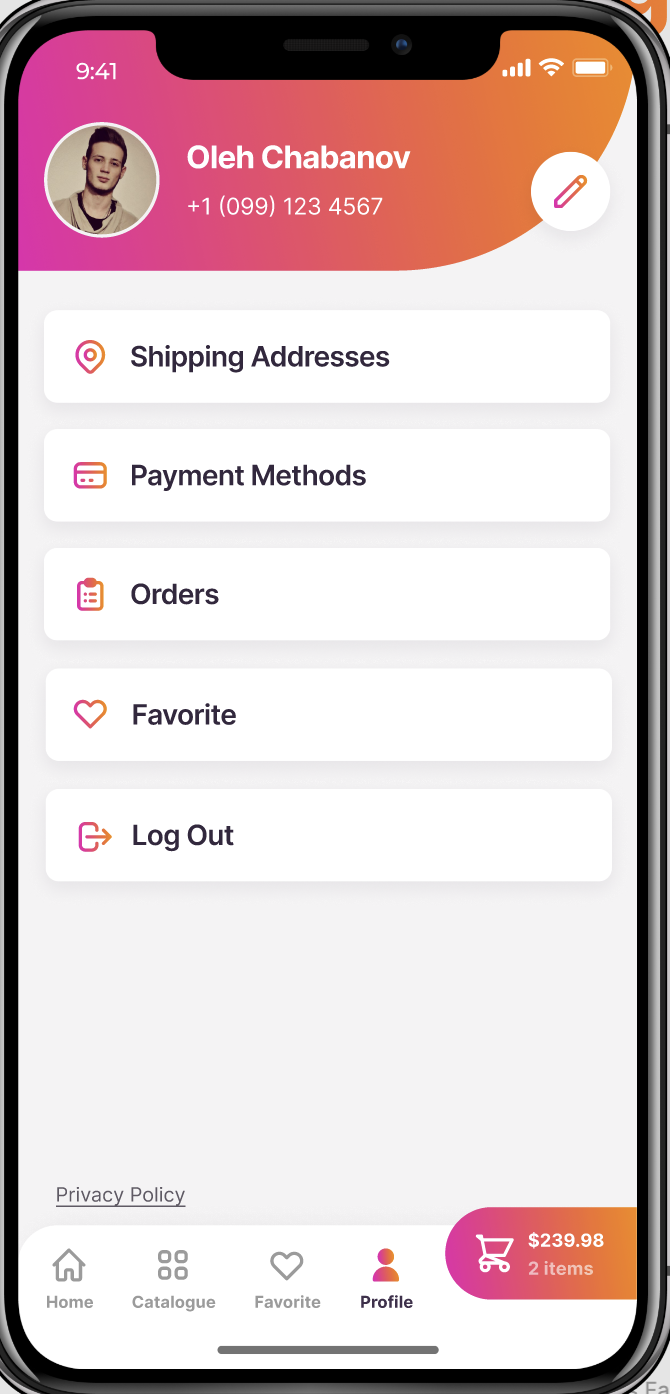 9:41
Oleh Chabanov
+1 (099) 123 4567
Shipping Addresses
Payment Methods
Orders
Favorite
Log Out
Privacy Policy
$239.98
2 items
Home
Catalogue
Favorite
Profile